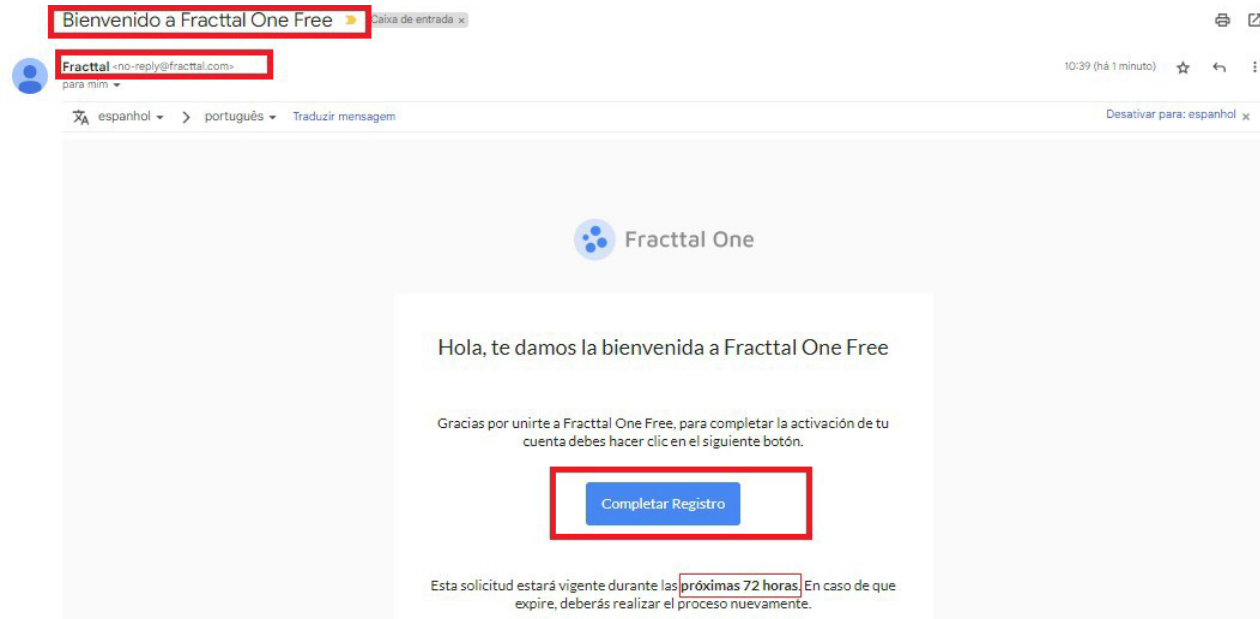 Bienvenido a Fracttal One Free Caixa de entrada x
Fracttal <no-reply@fracttal.com> 10:39 (há 1 minuto)
para mim
espanhol > português Traduzir mensagem Desativar para: espanhol x
Fracttal One
Hola, te damos la bienvenida a Fracttal One Free
Gracias por unirte a Fracttal One Free, para completar la activación de tu
cuenta debes hacer clic en el siguiente botón.
Completar Registro
Esta solicitud estará vigente durante las próximas 72 horas. En caso de que
expire, deberás realizar el proceso nuevamente.